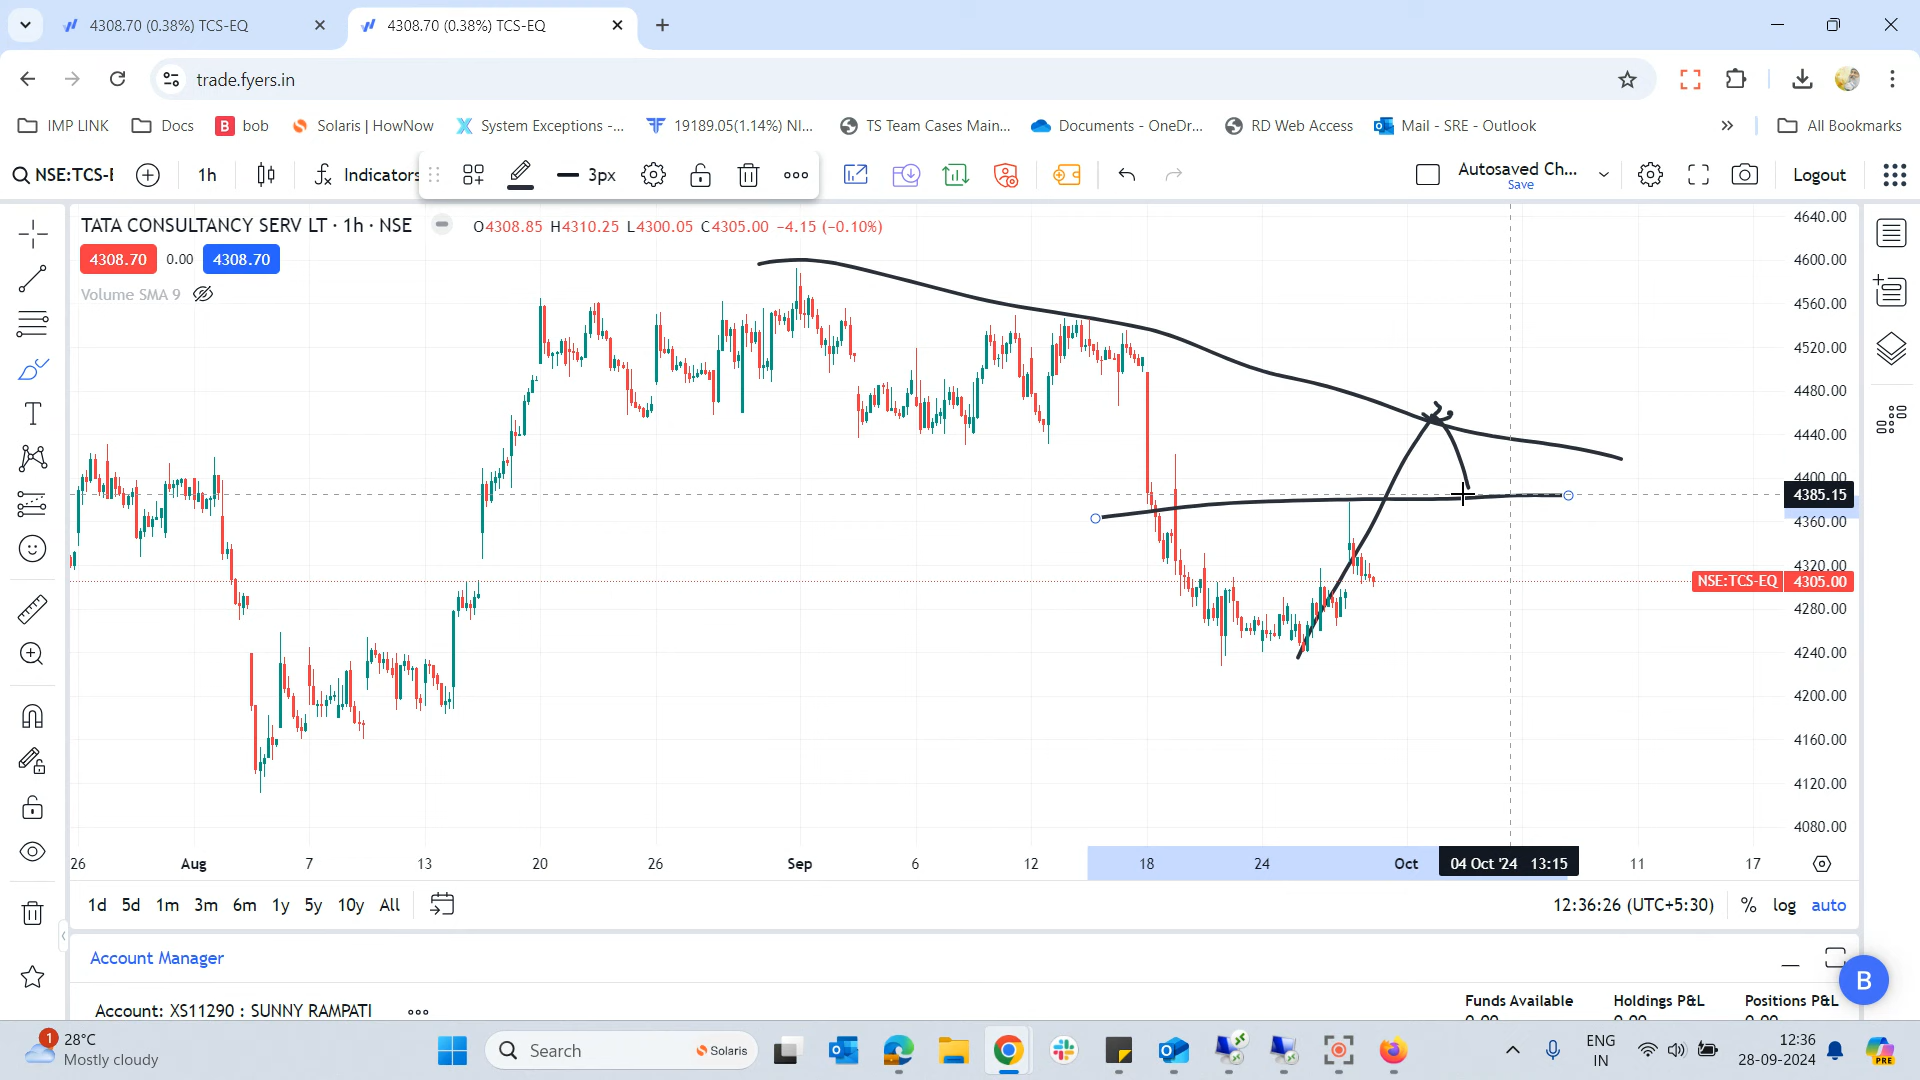 4308.70 (0.38%) TCS-EQ
4308.70 (0.38%) TCS-EQ
trade.fyers.in
IMP LINK
Docs
bob
Solaris | HowNow
System Exceptions -...
19189.05(1.14%) NI...
TS Team Cases Main...
Documents - OneDr...
RD Web Access
Mail - SRE - Outlook
All Bookmarks
NSE:TCS-E
1h
Indicators
3px
Autosaved Ch...
Save
Logout
TATA CONSULTANCY SERV LT · 1h · NSE
O4308.85 H4310.25 L4300.05 C4305.00 −4.15 (−0.10%)
4308.70
0.00
4308.70
Volume SMA 9
4640.00
4600.00
4560.00
4520.00
4480.00
4440.00
4400.00
4385.15
4360.00
4320.00
NSE:TCS-EQ 4305.00
4280.00
4240.00
4200.00
4160.00
4120.00
4080.00
26
Aug
7
13
20
26
Sep
6
12
18
24
Oct
04 Oct '24 13:15
11
17
1d 5d 1m 3m 6m 1y 5y 10y All
12:36:26 (UTC+5:30)
%
log
auto
Account Manager
B
Account: XS11290 : SUNNY RAMPATI
Funds Available
Holdings P&L
Positions P&L
0.00
0.00
0.00
1
28°C
Mostly cloudy
Search
Solaris
ENG
IN
12:36
28-09-2024
PRE